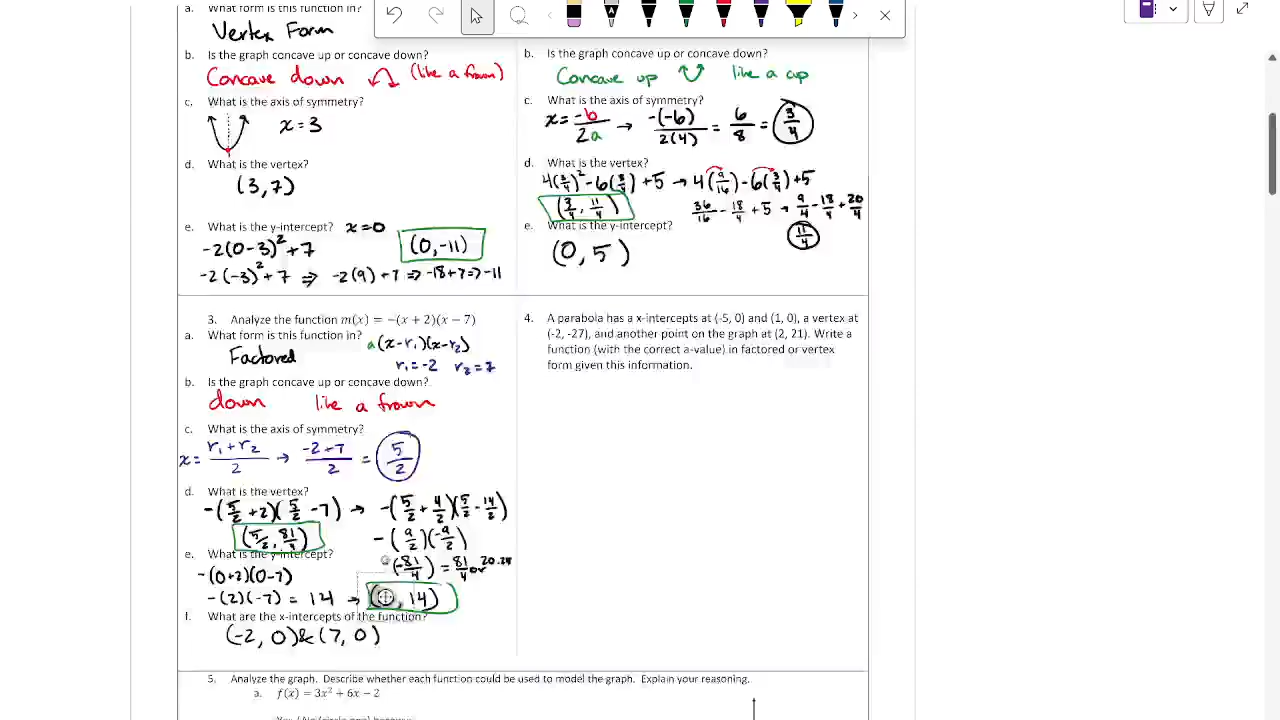 a. What form is this function in?
Vertex Form
b. Is the graph concave up or concave down?
Concave down (like a frown)
c. What is the axis of symmetry?
x = 3
d. What is the vertex?
(3, 7)
e. What is the y-intercept? x=0
-2(0-3)² + 7 (0, -11)
-2(-3)² + 7 ⇒ -2(9) + 7 ⇒ -18 + 7 ⇒ -11
b. Is the graph concave up or concave down?
Concave up like a cup
c. What is the axis of symmetry?
x = -b/2a → -(-6)/2(4) = 6/8 = 3/4
d. What is the vertex?
4(3/4)² - 6(3/4) + 5 → 4(9/16) - 6(3/4) + 5
(3/4, 11/4) 36/16 - 18/4 + 5 → 9/4 - 18/4 + 20/4
11/4
e. What is the y-intercept?
(0, 5)
3. Analyze the function m(x) = −(x + 2)(x − 7)
a. What form is this function in?
Factored a(x-r₁)(x-r₂)
r₁ = -2 r₂ = 7
b. Is the graph concave up or concave down?
down like a frown
c. What is the axis of symmetry?
x = r₁ + r₂/2 → -2+7/2 = 5/2
d. What is the vertex?
-(5/2 + 2)(5/2 - 7) → -(5/2 + 4/2)(5/2 - 14/2)
(5/2, 81/4) -(9/2)(-9/2)
-(-81/4) = 81/4 or 20.25
e. What is the y-intercept?
-(0+2)(0-7)
-(2)(-7) = 14 → (0, 14)
f. What are the x-intercepts of the function?
(-2, 0) & (7, 0)
4. A parabola has a x-intercepts at (-5, 0) and (1, 0), a vertex at
(-2, -27), and another point on the graph at (2, 21). Write a
function (with the correct a-value) in factored or vertex
form given this information.
5. Analyze the graph. Describe whether each function could be used to model the graph. Explain your reasoning.
a. f(x) = 3x² + 6x − 2